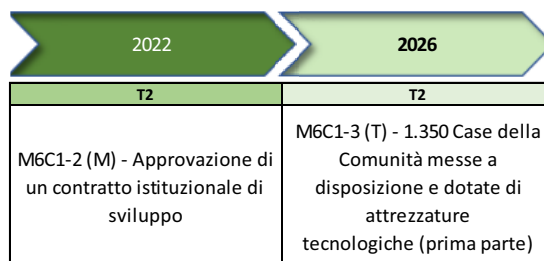 2022
2026
T2
T2
M6C1-2 (M) - Approvazione di
un contratto istituzionale di
sviluppo
M6C1-3 (T) - 1.350 Case della
Comunità messe a
disposizione e dotate di
attrezzature
tecnologiche (prima parte)